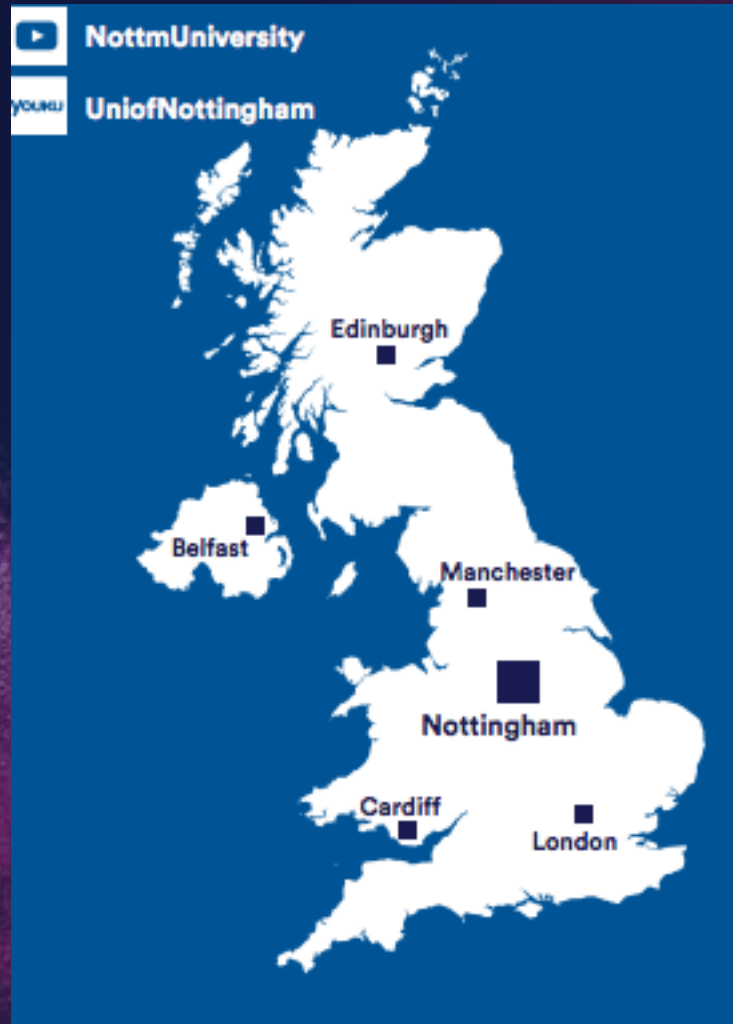 NottmUniversity
YOUKU
UniofNottingham
Edinburgh
Belfast
Manchester
Nottingham
Cardiff
London